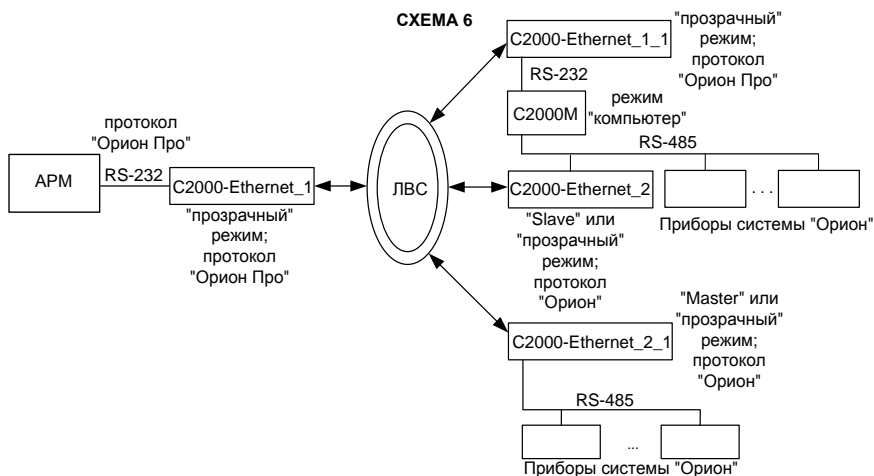 СХЕМА 6
протокол
"Орион Про"
АРМ
RS-232
С2000-Ethernet_1
"прозрачный"
режим;
протокол
"Орион Про"
ЛВС
С2000-Ethernet_1_1
"прозрачный"
режим;
протокол
"Орион Про"
RS-232
С2000М
режим
"компьютер"
RS-485
С2000-Ethernet_2
"Slave" или
"прозрачный"
режим;
протокол
"Орион"
. . .
Приборы системы "Орион"
С2000-Ethernet_2_1
"Master" или
"прозрачный"
режим;
протокол
"Орион"
RS-485
...
Приборы системы "Орион"